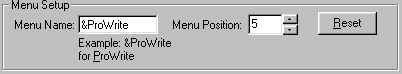 Menu Setup
Menu Name: &ProWrite Menu Position: 5 Reset
Example: &ProWrite
for ProWrite